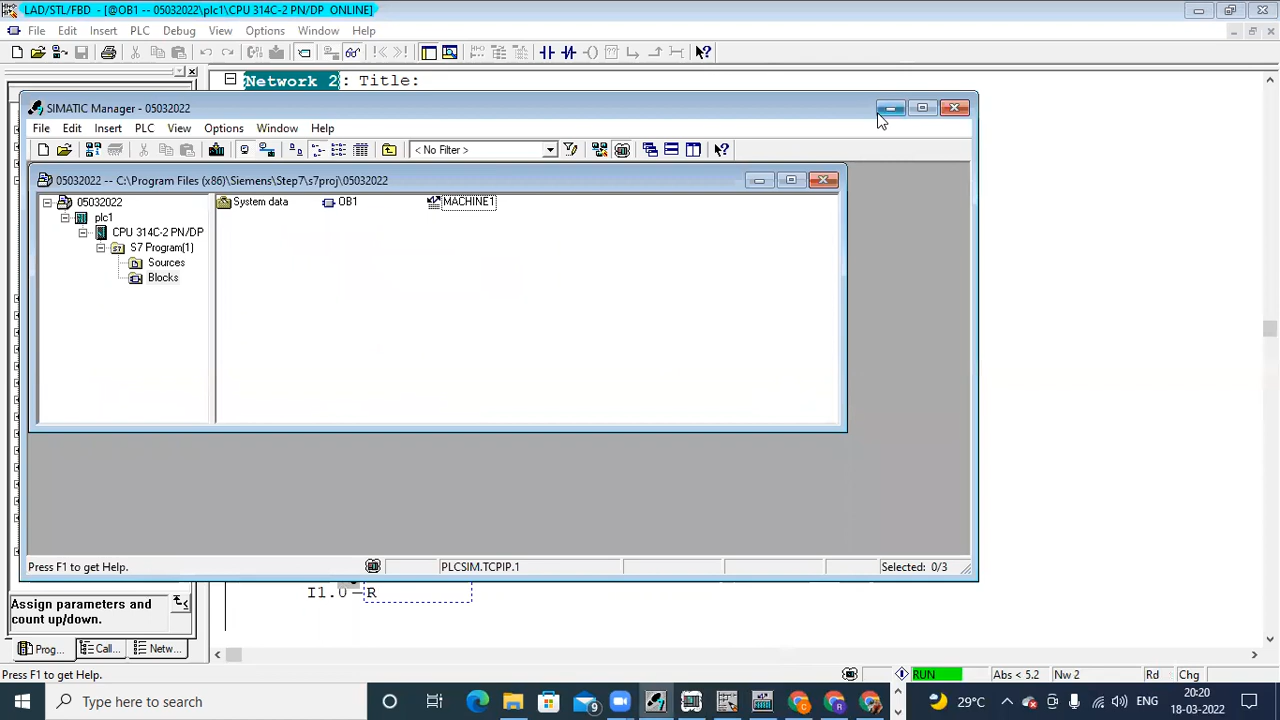 LAD/STL/FBD - [@OB1 -- 05032022\plc1\CPU 314C-2 PN/DP ONLINE]
File Edit Insert PLC Debug View Options Window Help
Network 2: Title:
SIMATIC Manager - 05032022
File Edit Insert PLC View Options Window Help
< No Filter >
05032022 -- C:\Program Files (x86)\Siemens\Step7\s7proj\05032022
05032022
plc1
CPU 314C-2 PN/DP
S7 Program(1)
Sources
Blocks
System data OB1 MACHINE1
Press F1 to get Help. PLCSIM.TCPIP.1 Selected: 0/3
I1.0 R
Assign parameters and
count up/down.
Prog... Call... Netw...
Press F1 to get Help. RUN Abs < 5.2 Nw 2 Rd Chg
Type here to search 9 29°C ENG 20:20
18-03-2022